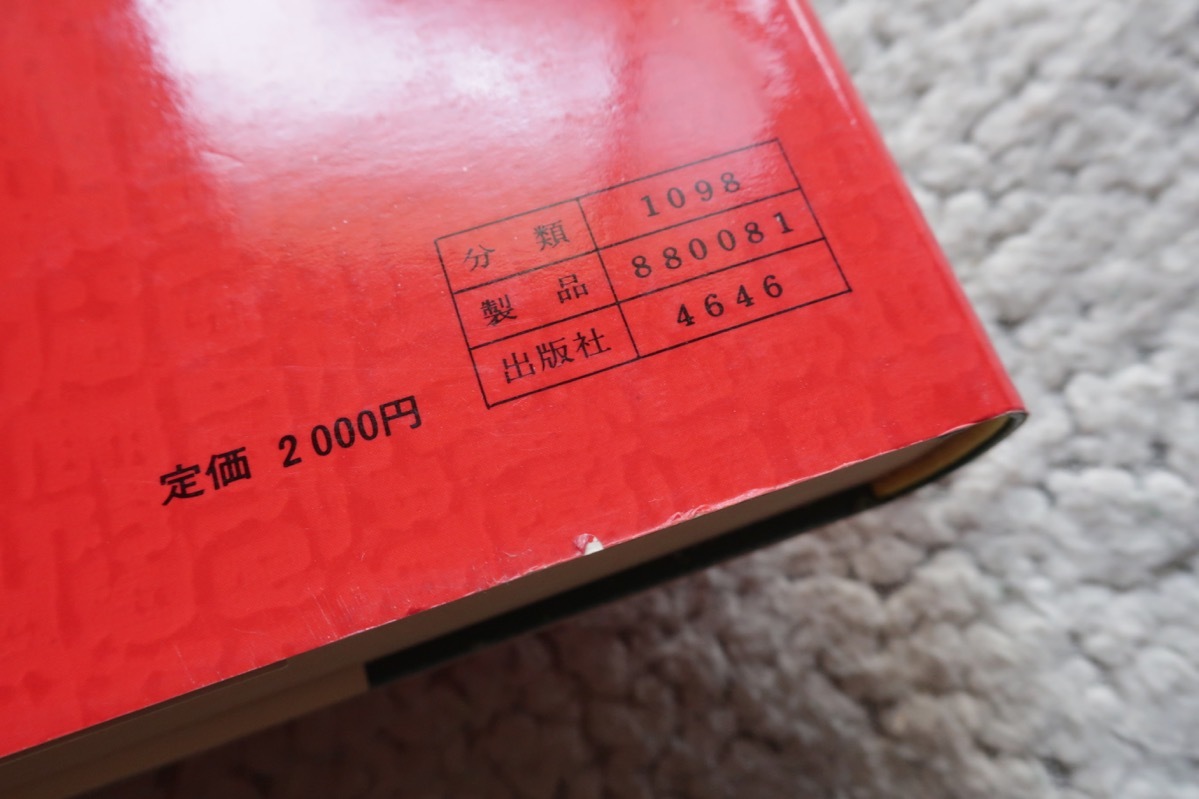 分類 1098
製品 880081
出版社 4646
定価 2000円